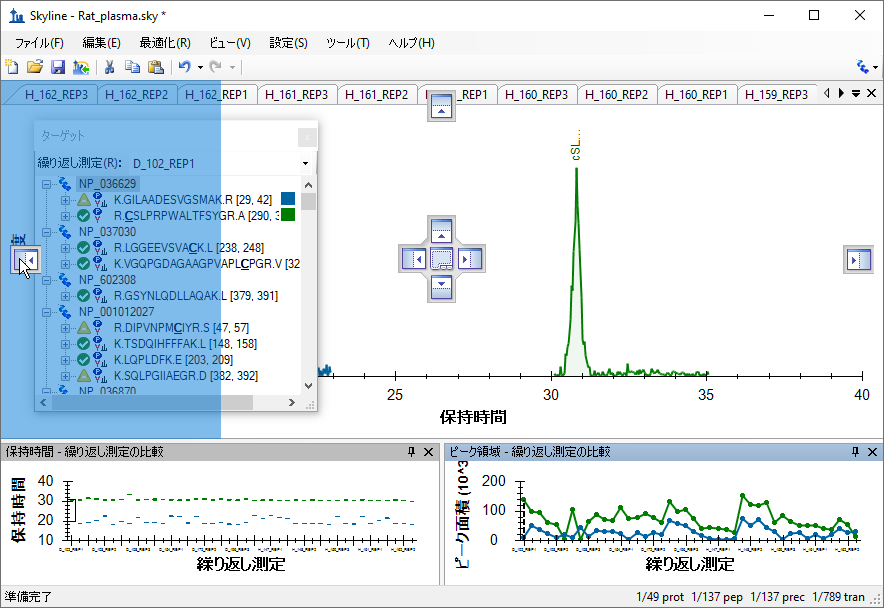 Skyline - Rat_plasma.sky *
ファイル(F) 編集(E) 最適化(R) ビュー(V) 設定(S) ツール(T) ヘルプ(H)
H_162_REP3 H_162_REP2 H_162_REP1 H_161_REP3 H_161_REP2 _REP1 H_160_REP3 H_160_REP2 H_160_REP1 H_159_REP3
ターゲット
繰り返し測定(R): D_102_REP1
NP_036629
K.GILAADESVGSMAK.R [29, 42]
R.CSLPRPWALTFSYGR.A [290, 3
NP_037030
R.LGGEEVSVACK.L [238, 248]
K.VGQPGDAGAAGPVAPLCPGR.V [32
NP_602308
R.GSYNLQDLLAQAK.L [379, 391]
NP_001012027
R.DIPVNPMCIYR.S [47, 57]
K.TSDQIHFFFAK.L [148, 158]
K.LQPLDFK.E [203, 209]
K.SQLPGIIAEGR.D [382, 392]
NP_036870
度
cSL...
25 30 35 40
保持時間
保持時間 - 繰り返し測定の比較
保持時間
40
30
20
10
繰り返し測定
ピーク領域 - 繰り返し測定の比較
ピーク面積 (10^3
200
100
0
繰り返し測定
準備完了 1/49 prot 1/137 pep 1/137 prec 1/789 tran